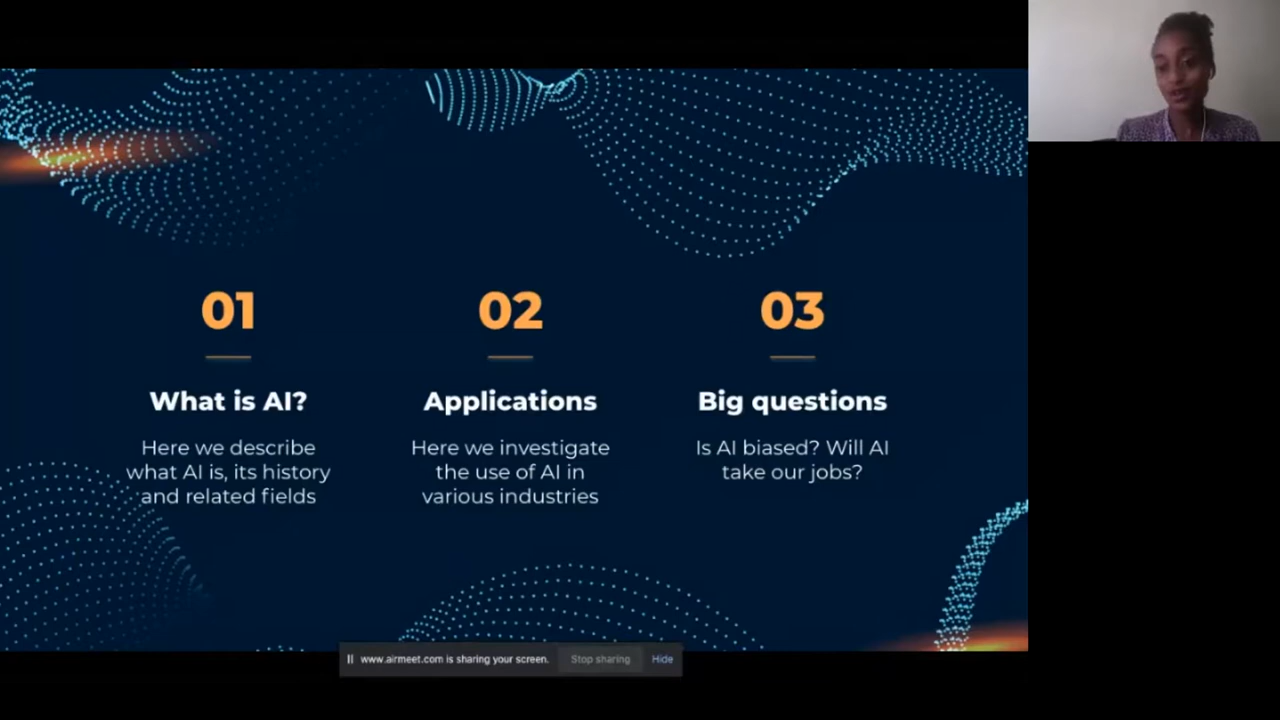 01
What is AI?
Here we describe
what AI is, its history
and related fields
02
Applications
Here we investigate
the use of AI in
various industries
03
Big questions
Is AI biased? Will AI
take our jobs?
www.airmeet.com is sharing your screen.
Stop sharing
Hide